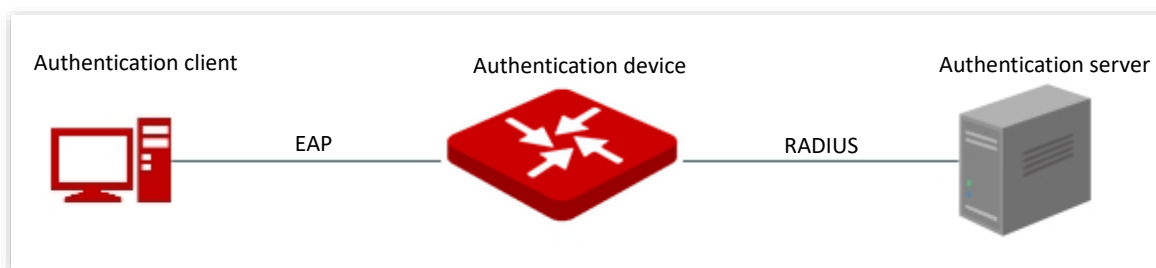 Authentication client
Authentication device
Authentication server
EAP
RADIUS